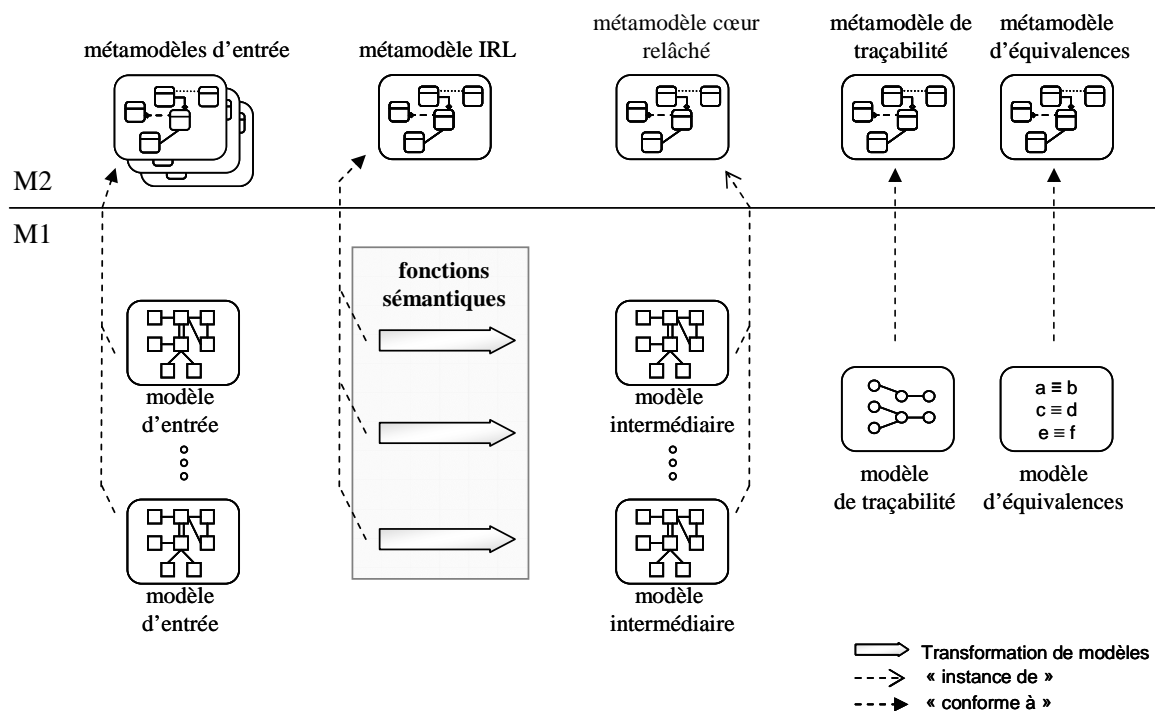 métamodèles d'entrée
métamodèle IRL
métamodèle cœur
relâché
métamodèle de
traçabilité
métamodèle
d'équivalences
M2
M1
fonctions
sémantiques
modèle
d'entrée
modèle
intermédiaire
a ≡ b
c ≡ d
e ≡ f
modèle
de traçabilité
modèle
d'équivalences
modèle
d'entrée
modèle
intermédiaire
Transformation de modèles
« instance de »
« conforme à »